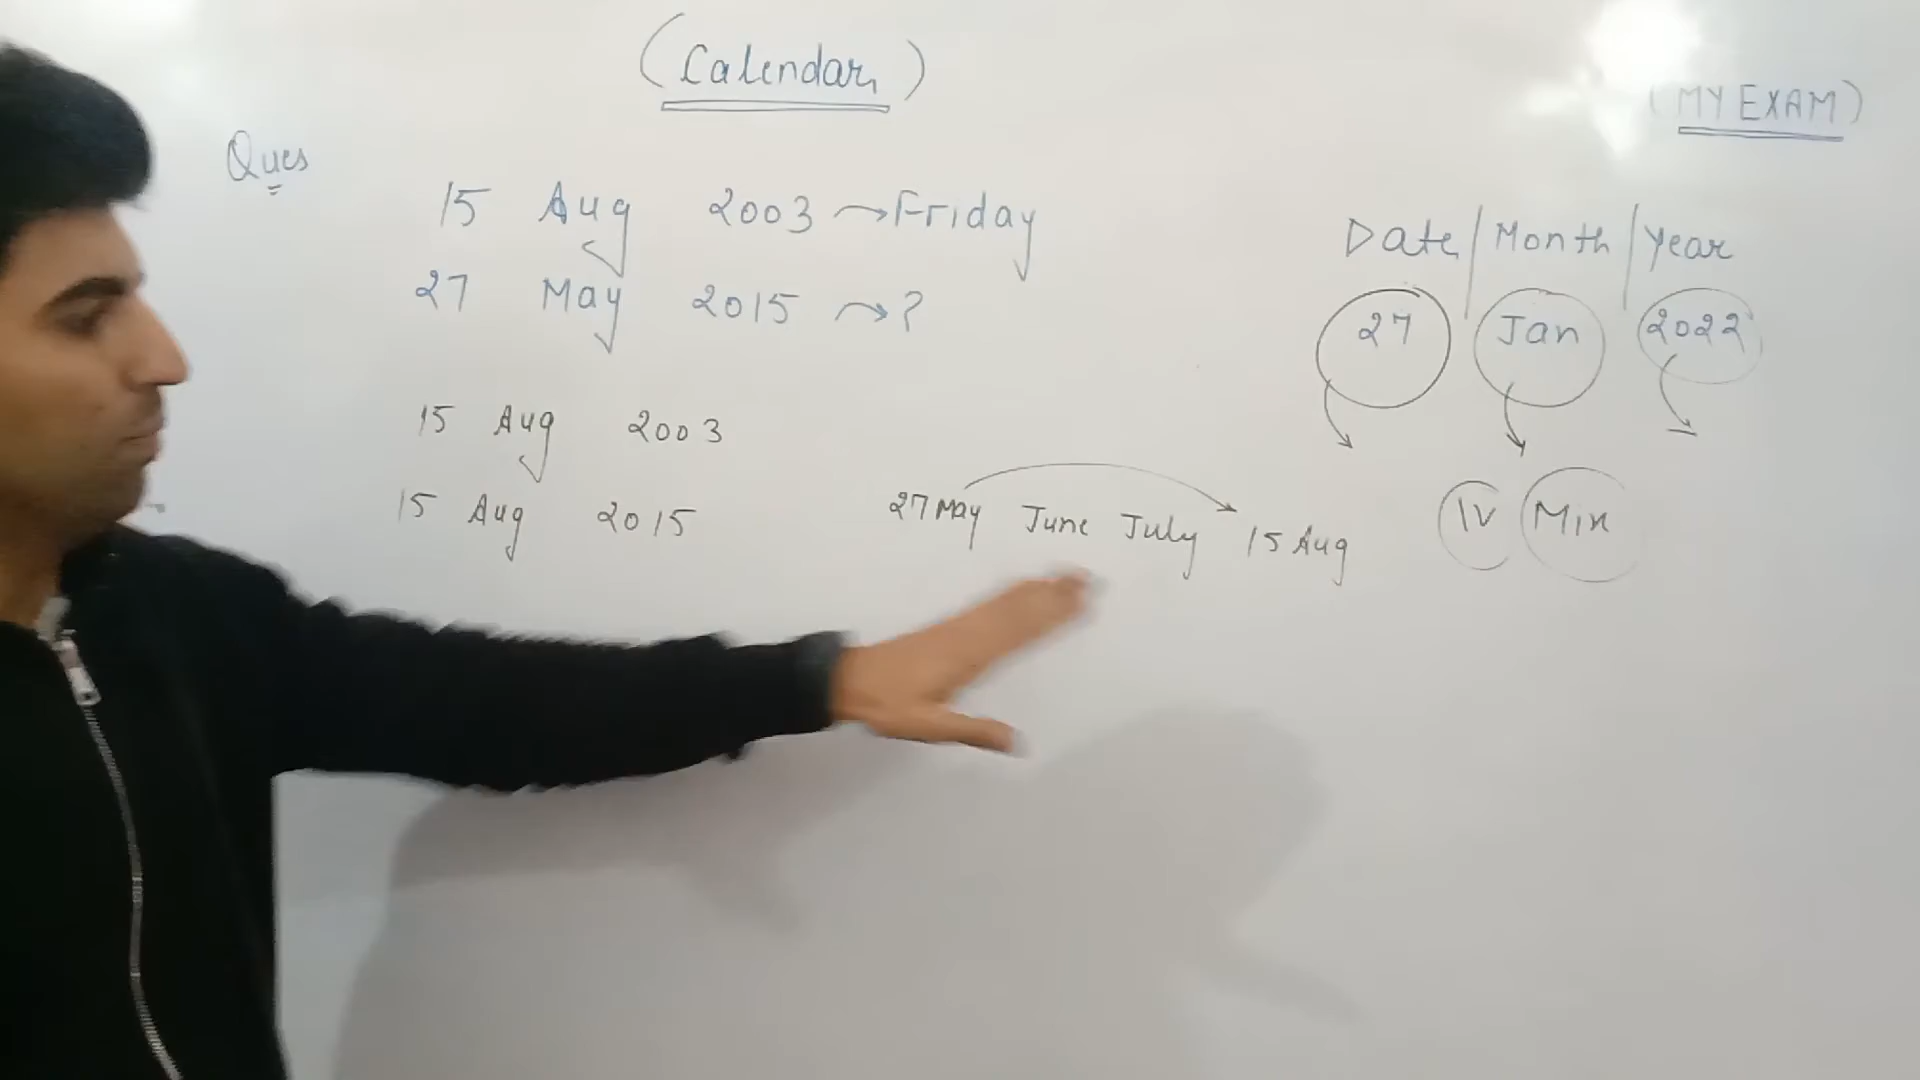 (Calendar)
(MY EXAM)
Ques
15 Aug 2003 → Friday
27 May 2015 → ?
Date / Month / Year
27 Jan 2022
15 Aug 2003
15 Aug 2015
27 May June July 15 Aug
IV Mix